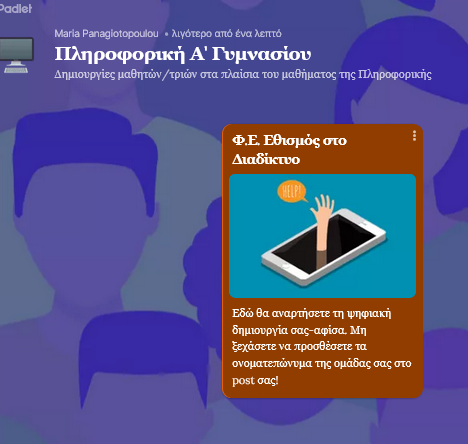 Padlet
Maria Panagiotopoulou • λιγότερο από ένα λεπτό
Πληροφορική Α' Γυμνασίου
Δημιουργίες μαθητών/τριών στα πλαίσια του μαθήματος της Πληροφορικής
Φ.Ε. Εθισμός στο
Διαδίκτυο
HELP!
Εδώ θα αναρτήσετε τη ψηφιακή
δημιουργία σας-αφίσα. Μη
ξεχάσετε να προσθέσετε τα
ονοματεπώνυμα της ομάδας σας στο
post σας!